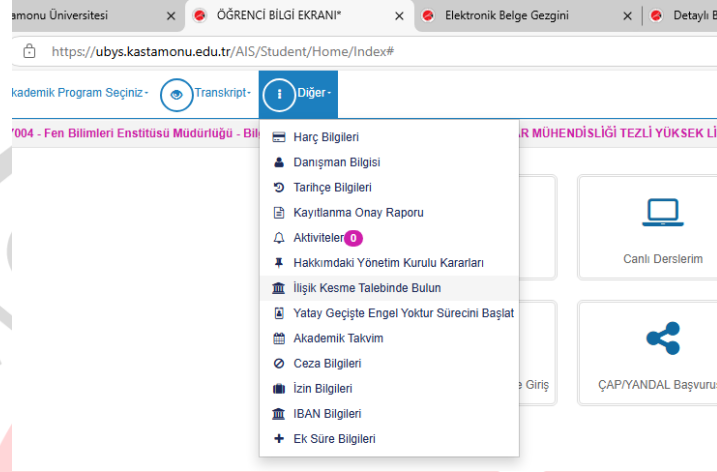 amonu Üniversitesi
ÖĞRENCİ BİLGİ EKRANI*
Elektronik Belge Gezgini
Detaylı B
https://ubys.kastamonu.edu.tr/AIS/Student/Home/Index#
kademik Program Seçiniz
Transkript
Diğer
7004 - Fen Bilimleri Enstitüsü Müdürlüğü - Bil
AR MÜHENDİSLİĞİ TEZLİ YÜKSEK Lİ
Harç Bilgileri
Danışman Bilgisi
Tarihçe Bilgileri
Kayıtlanma Onay Raporu
Aktiviteler 0
Hakkımdaki Yönetim Kurulu Kararları
İlişik Kesme Talebinde Bulun
Yatay Geçişte Engel Yoktur Sürecini Başlat
Akademik Takvim
Ceza Bilgileri
İzin Bilgileri
IBAN Bilgileri
Ek Süre Bilgileri
Canlı Derslerim
e Giriş
ÇAP/YANDAL Başvurus